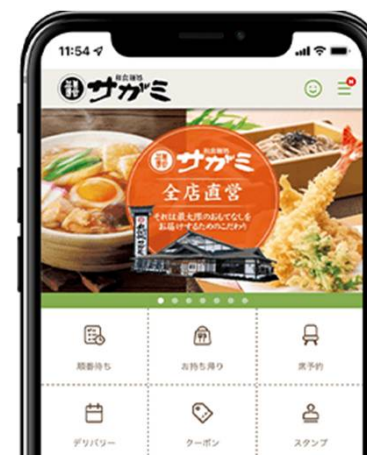 11:54
和食麺処
サガミ
和食麺処
サガミ
全店直営
それは最大限のおもてなしを
お届けするためのこだわり
順番待ち
お持ち帰り
席予約
デリバリー
クーポン
スタンプ